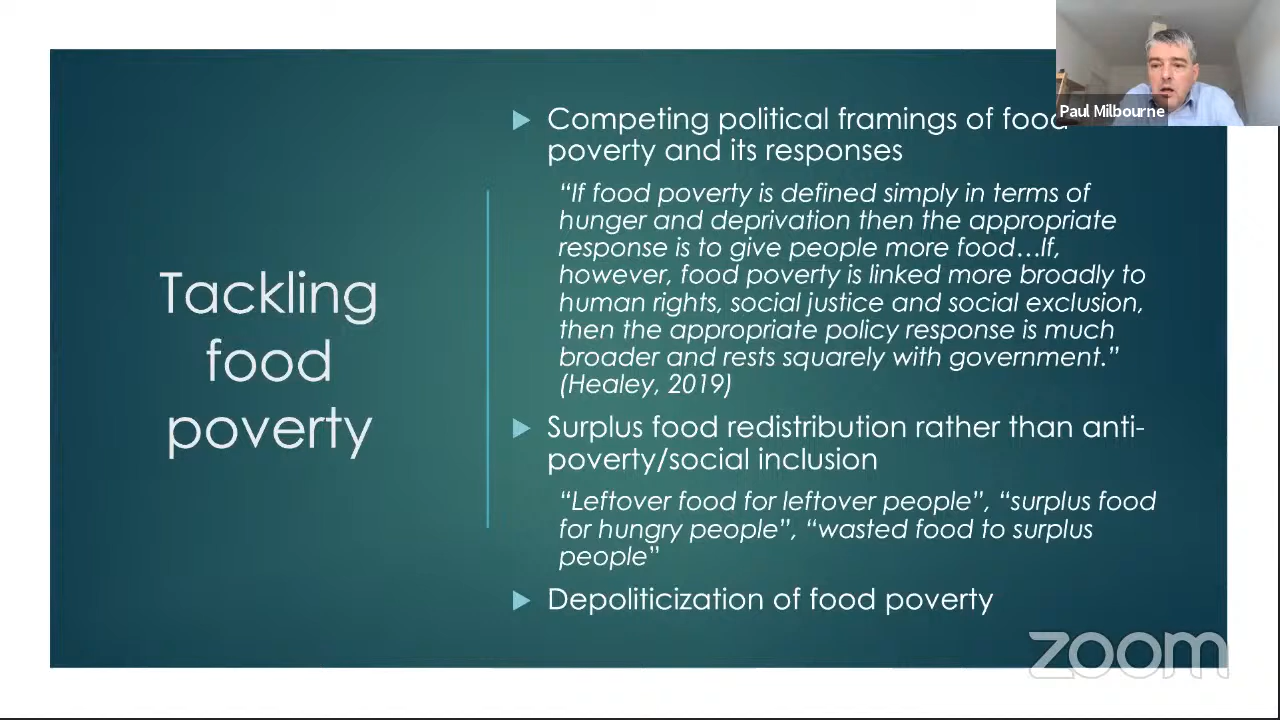 Paul Milbourne
Tackling
food
poverty
Competing political framings of food
poverty and its responses
“If food poverty is defined simply in terms of
hunger and deprivation then the appropriate
response is to give people more food…If,
however, food poverty is linked more broadly to
human rights, social justice and social exclusion,
then the appropriate policy response is much
broader and rests squarely with government.”
(Healey, 2019)
Surplus food redistribution rather than anti-
poverty/social inclusion
“Leftover food for leftover people”, “surplus food
for hungry people”, “wasted food to surplus
people”
Depoliticization of food poverty
zoom